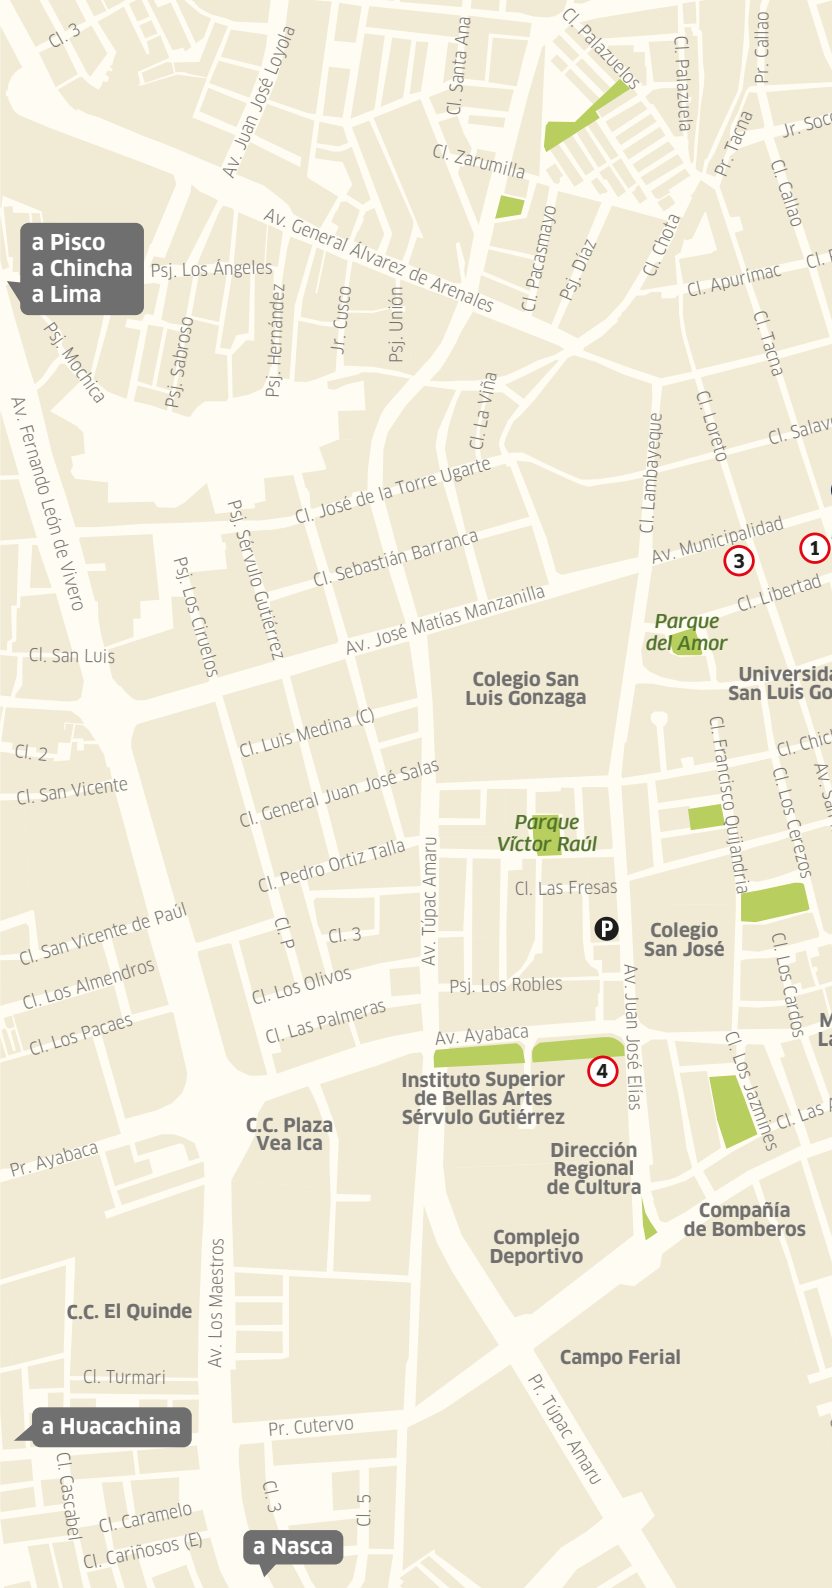 Cl. 3
Av. Juan José Loyola
Cl. Santa Ana
Cl. Palazuelos
Cl. Palazuela
Pr. Callao
Pr. Tacna
Cl. Zarumilla
Cl. Callao
Av. General Álvarez de Arenales
Cl. Pacasmayo
Psj. Díaz
Cl. Chota
Cl. Apurímac
a Pisco
a Chincha
a Lima
Psj. Los Ángeles
Psj. Mochica
Psj. Sabroso
Psj. Hernández
Jr. Cusco
Psj. Unión
Cl. Tacna
Cl. La Viña
Cl. Loreto
Cl. Lambayeque
Av. Fernando León de Vivero
Cl. José de la Torre Ugarte
Psj. Sérvulo Gutiérrez
Cl. Sebastián Barranca
Av. Municipalidad
1
3
Psj. Los Ciruelos
Av. José Matías Manzanilla
Cl. Libertad
Parque
del Amor
Cl. San Luis
Colegio San
Luis Gonzaga
San Luis
Cl. Luis Medina (C)
Cl. 2
Cl. San Vicente
Cl. General Juan José Salas
Cl. Francisco Quijandria
Cl. Los Cerezos
Parque
Víctor Raúl
Cl. Pedro Ortiz Talla
Av. Túpac Amaru
Cl. Las Fresas
P
Colegio
San José
Cl. San Vicente de Paúl
Cl. P
Cl. 3
Cl. Los Almendros
Cl. Los Olivos
Psj. Los Robles
Av. Juan José Elías
Cl. Los Cardos
Cl. Los Pacaes
Cl. Las Palmeras
Av. Ayabaca
4
Cl. Los Jazmines
Instituto Superior
de Bellas Artes
Sérvulo Gutiérrez
C.C. Plaza
Vea Ica
Cl. Las
Pr. Ayabaca
Dirección
Regional
de Cultura
Compañía
de Bomberos
Complejo
Deportivo
Av. Los Maestros
C.C. El Quinde
Campo Ferial
Cl. Turmari
Pr. Túpac Amaru
a Huacachina
Pr. Cutervo
Cl. Cascabel
Cl. 3
Cl. 5
Cl. Caramelo
Cl. Cariñosos (E)
a Nasca